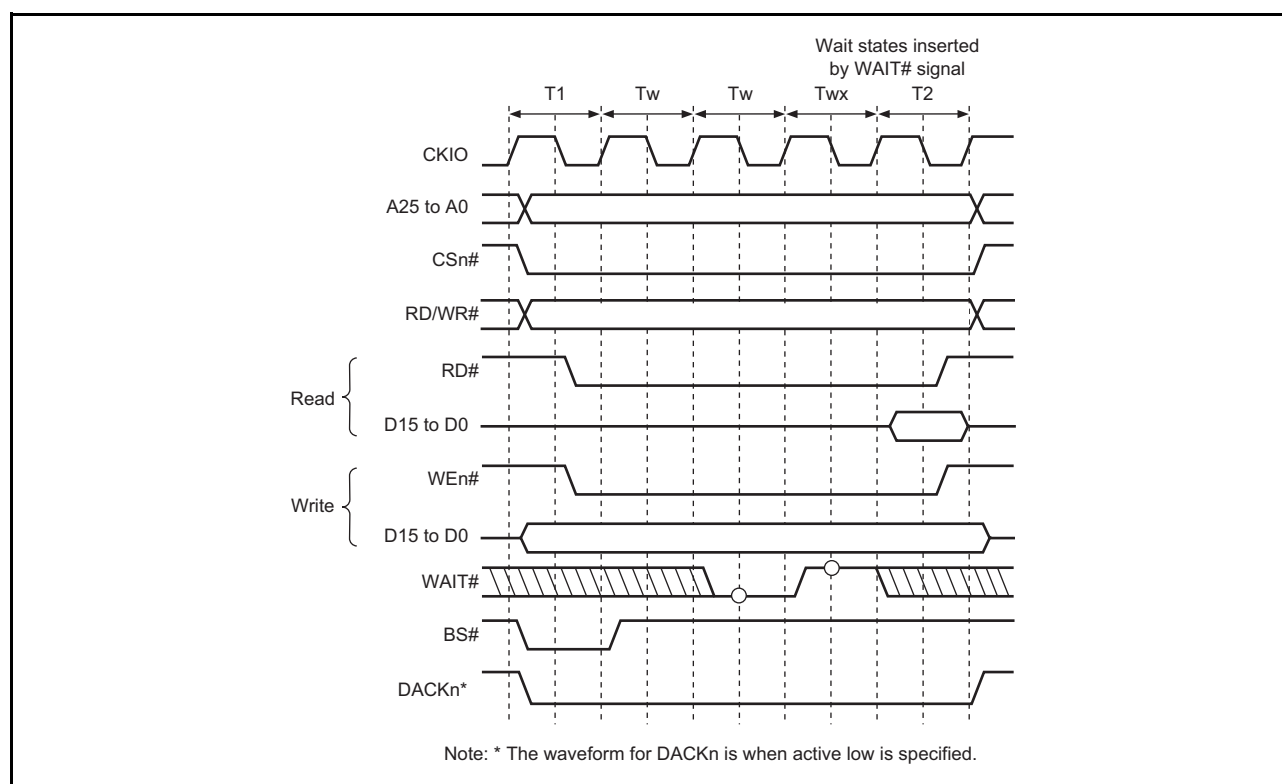 Wait states inserted
by WAIT# signal
T1 Tw Tw Twx T2
CKIO
A25 to A0
CSn#
RD/WR#
RD#
Read
D15 to D0
WEn#
Write
D15 to D0
WAIT#
BS#
DACKn*
Note: * The waveform for DACKn is when active low is specified.